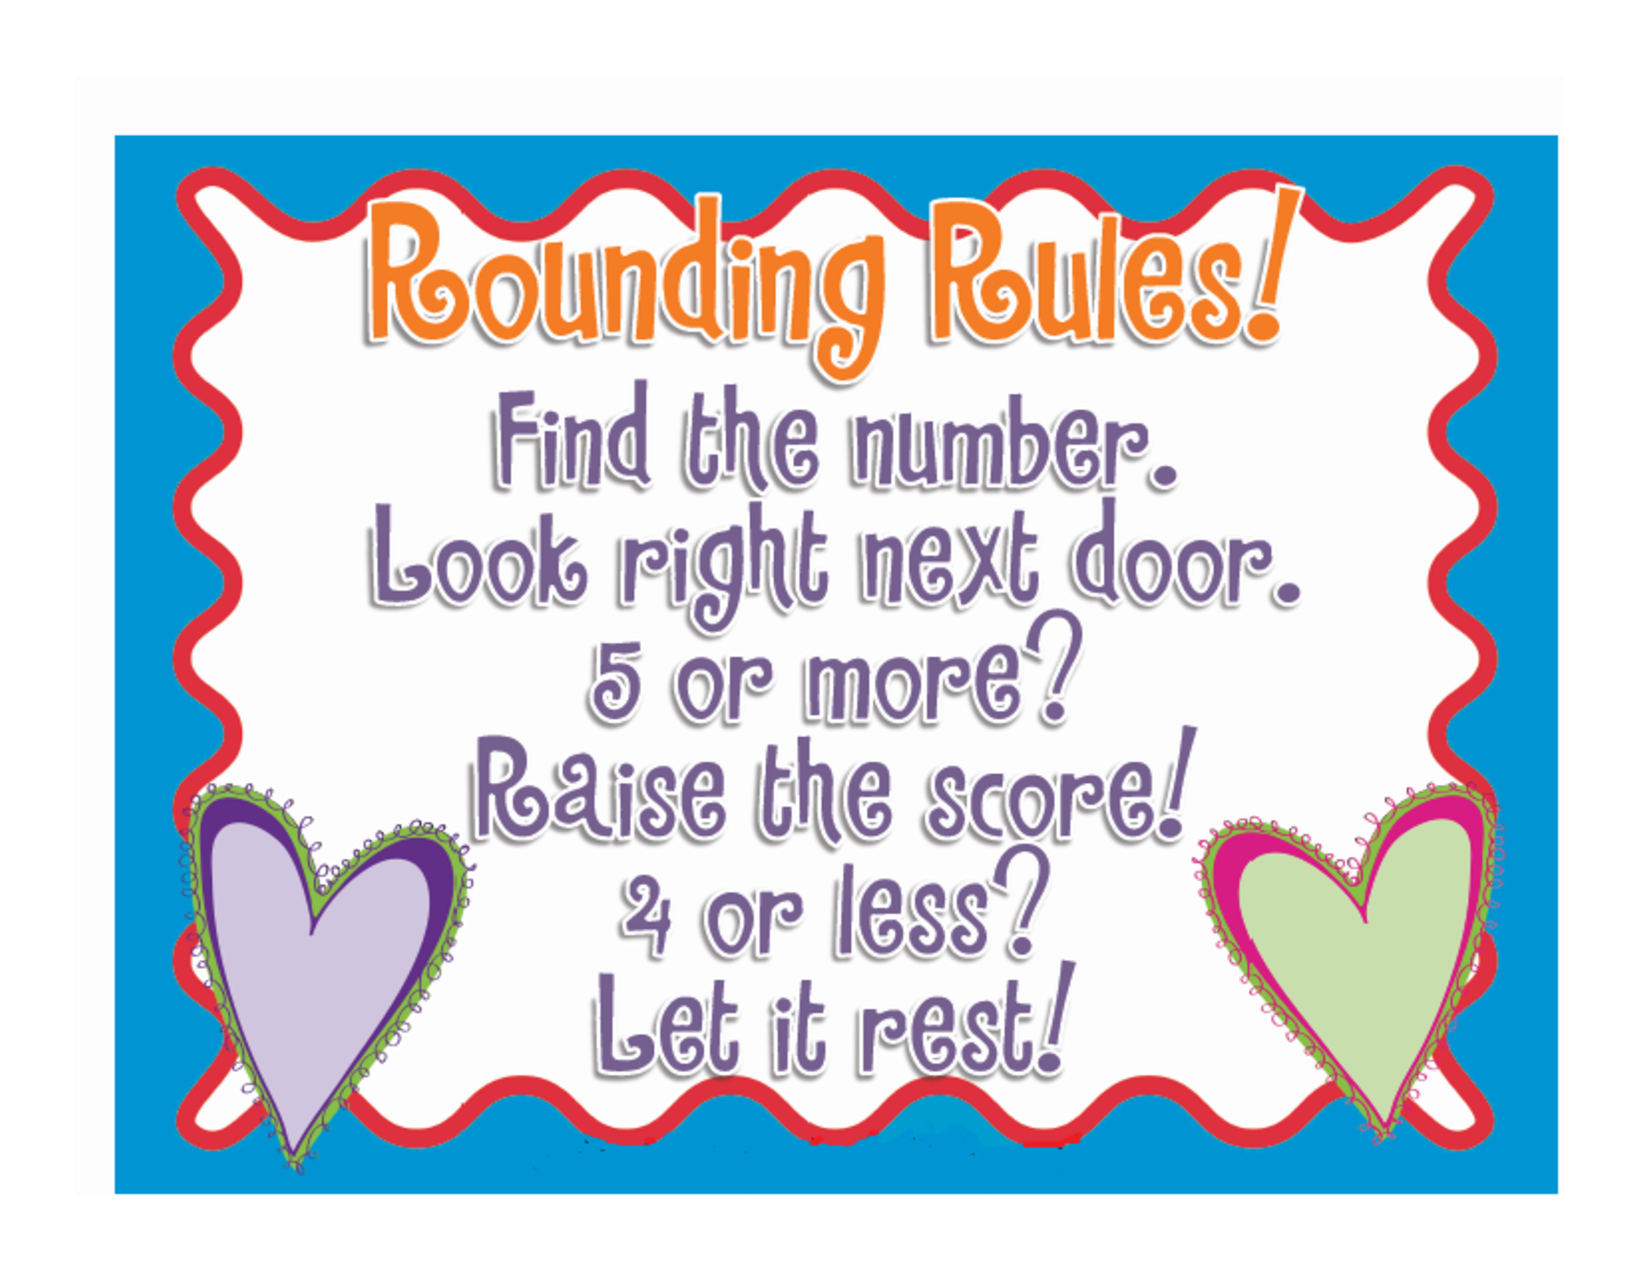 Rounding Rules!
Find the number.
Look right next door.
5 or more?
Raise the score!
4 or less?
Let it rest!